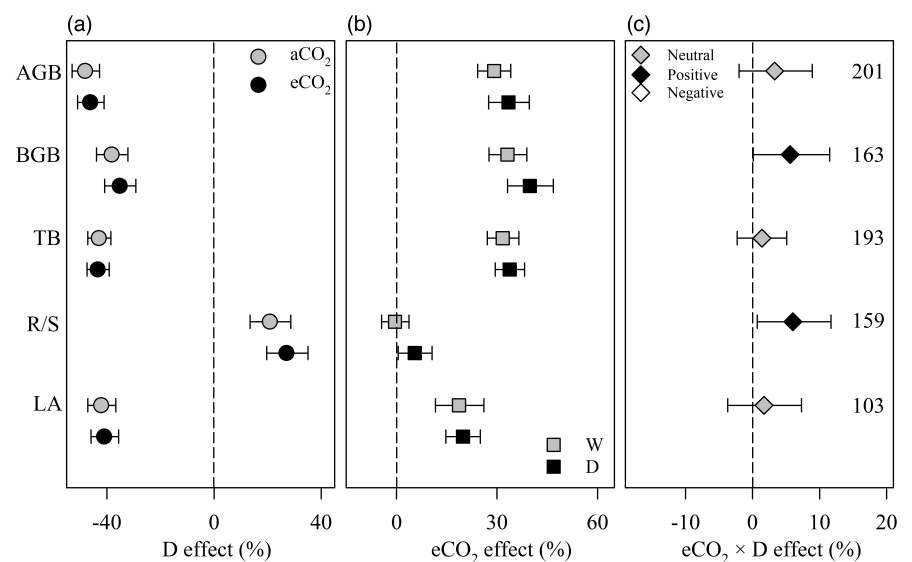 (a) (b) (c)
aCO₂
eCO₂
Neutral
Positive
Negative
AGB 201
BGB 163
TB 193
R/S 159
LA 103
W
D
-40 0 40 0 30 60 -10 0 10 20
D effect (%) eCO₂ effect (%) eCO₂ × D effect (%)